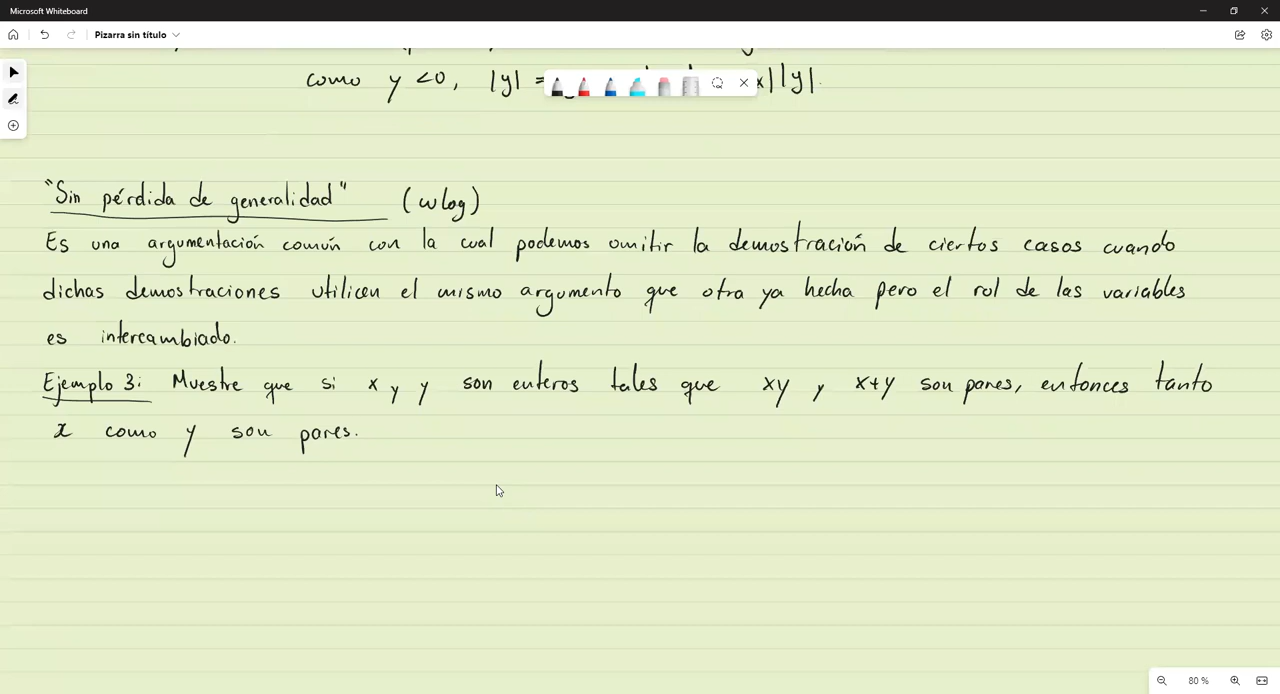 Microsoft Whiteboard
Pizarra sin título
como y <0, |y| = x||y|.
"Sin pérdida de generalidad" (wlog)
Es una argumentación común con la cual podemos omitir la demostración de ciertos casos cuando
dichas demostraciones utilicen el mismo argumento que otra ya hecha pero el rol de las variables
es intercambiado.
Ejemplo 3: Muestre que si x y y son enteros tales que xy y x+y son pares, entonces tanto
x como y son pares.
80 %